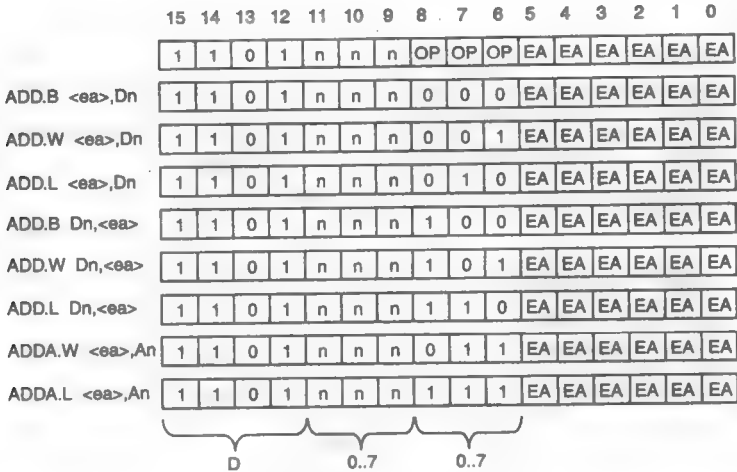 15 14 13 12 11 10 9 8 7 6 5 4 3 2 1 0
1 1 0 1 n n n OP OP OP EA EA EA EA EA EA
ADD.B <ea>,Dn 1 1 0 1 n n n 0 0 0 EA EA EA EA EA EA
ADD.W <ea>,Dn 1 1 0 1 n n n 0 0 1 EA EA EA EA EA EA
ADD.L <ea>,Dn 1 1 0 1 n n n 0 1 0 EA EA EA EA EA EA
ADD.B Dn,<ea> 1 1 0 1 n n n 1 0 0 EA EA EA EA EA EA
ADD.W Dn,<ea> 1 1 0 1 n n n 1 0 1 EA EA EA EA EA EA
ADD.L Dn,<ea> 1 1 0 1 n n n 1 1 0 EA EA EA EA EA EA
ADDA.W <ea>,An 1 1 0 1 n n n 0 1 1 EA EA EA EA EA EA
ADDA.L <ea>,An 1 1 0 1 n n n 1 1 1 EA EA EA EA EA EA
D 0..7 0..7